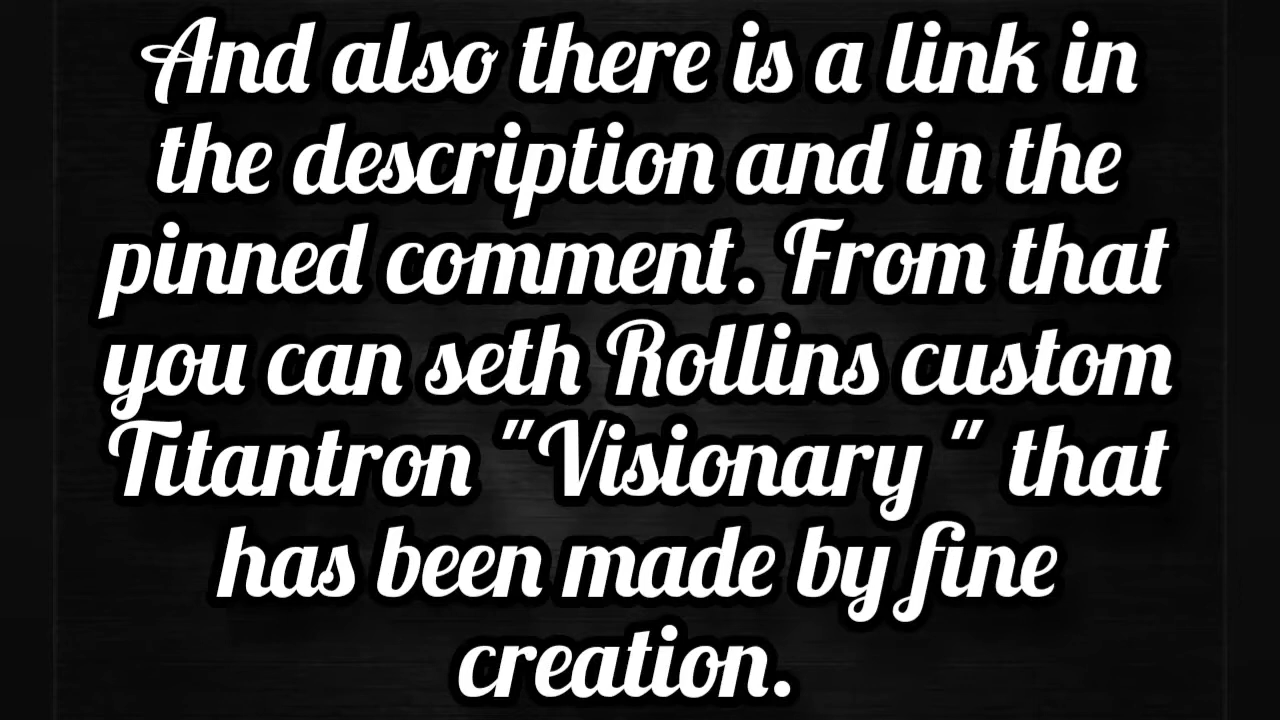 And also there is a link in
the description and in the
pinned comment. From that
you can seth Rollins custom
Titantron "Visionary " that
has been made by fine
creation.